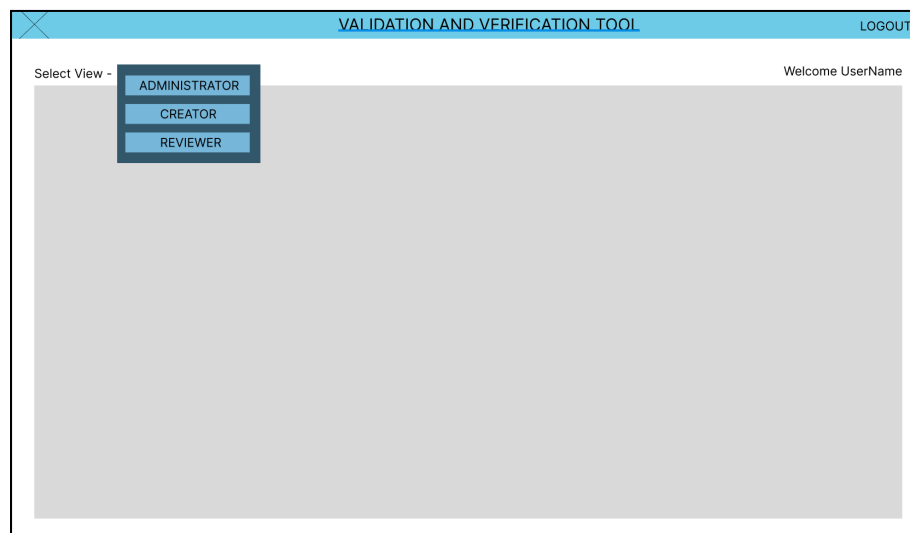 VALIDATION AND VERIFICATION TOOL
LOGOUT
Select View -
Welcome UserName
ADMINISTRATOR
CREATOR
REVIEWER